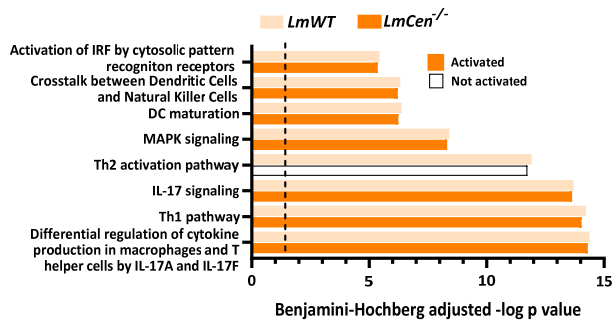 LmWT LmCen-/-
Activation of IRF by cytosolic pattern
recogniton receptors
Crosstalk between Dendritic Cells
and Natural Killer Cells
DC maturation
MAPK signaling
Th2 activation pathway
IL-17 signaling
Th1 pathway
Differential regulation of cytokine
production in macrophages and T
helper cells by IL-17A and IL-17F
Activated
Not activated
0 5 10 15
Benjamini-Hochberg adjusted -log p value